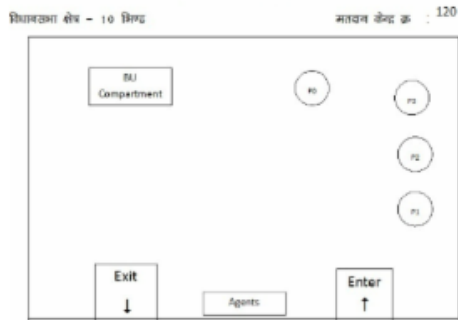 विधानसभा क्षेत्र - 10 भिण्ड
मतदान केन्द्र क्र : 120
BU
Compartment
P0
P3
P2
P1
Exit
↓
Agents
Enter
↑